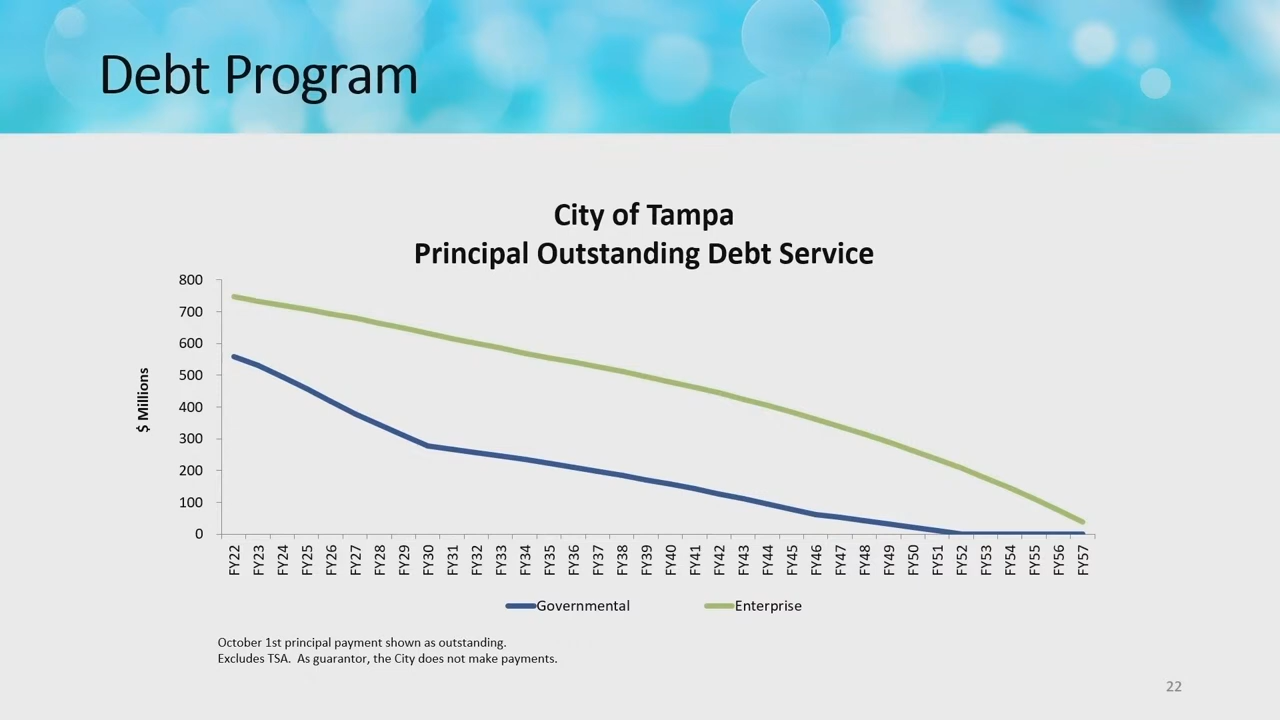 Debt Program
City of Tampa
Principal Outstanding Debt Service
$ Millions
800
700
600
500
400
300
200
100
0
FY22
FY23
FY24
FY25
FY26
FY27
FY28
FY29
FY30
FY31
FY32
FY33
FY34
FY35
FY36
FY37
FY38
FY39
FY40
FY41
FY42
FY43
FY44
FY45
FY46
FY47
FY48
FY49
FY50
FY51
FY52
FY53
FY54
FY55
FY56
FY57
Governmental
Enterprise
October 1st principal payment shown as outstanding.
Excludes TSA.  As guarantor, the City does not make payments.
22